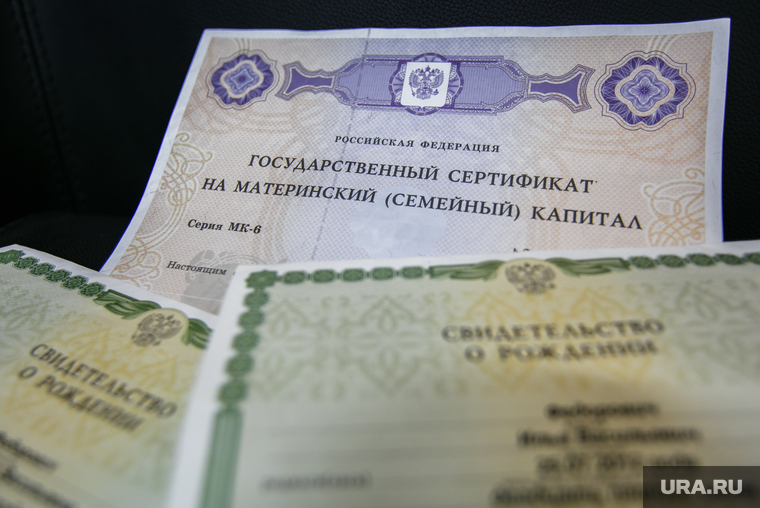 РОССИЙСКАЯ ФЕДЕРАЦИЯ
ГОСУДАРСТВЕННЫЙ СЕРТИФИКАТ
НА МАТЕРИНСКИЙ (СЕМЕЙНЫЙ) КАПИТАЛ
Серия МК-6
Настоящим
СВИДЕТЕЛЬСТВО
О РОЖДЕНИИ
СВИДЕТЕЛЬСТВО
О РОЖДЕНИИ
URA.RU